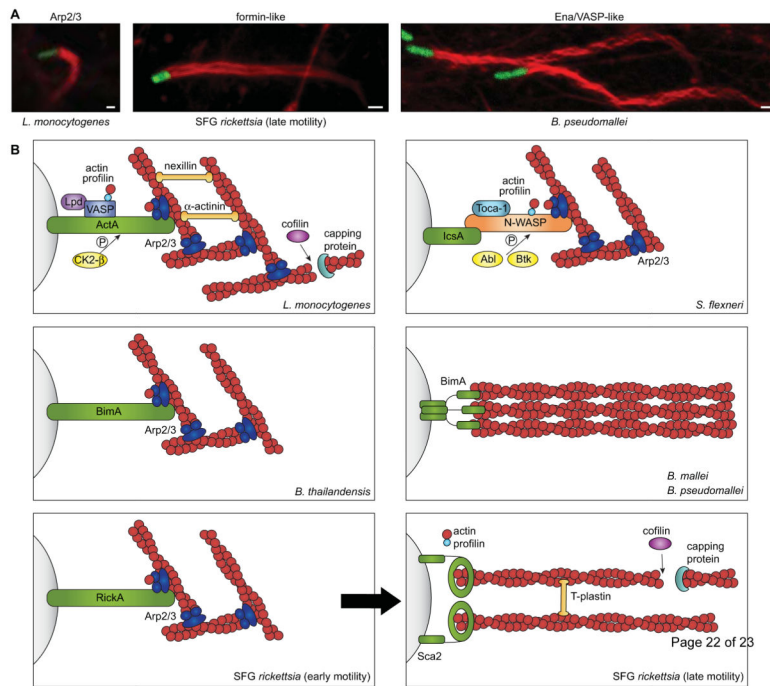 A
Arp2/3
formin-like
Ena/VASP-like
L. monocytogenes
SFG rickettsia (late motility)
B. pseudomallei
B
Lpd
VASP
actin
profilin
ActA
P
CK2-β
nexillin
α-actinin
Arp2/3
cofilin
capping
protein
L. monocytogenes
IcsA
Toca-1
N-WASP
actin
profilin
P
Abl
Btk
Arp2/3
S. flexneri
BimA
Arp2/3
B. thailandensis
BimA
B. mallei
B. pseudomallei
RickA
Arp2/3
SFG rickettsia (early motility)
actin
profilin
Sca2
T-plastin
cofilin
capping
protein
Page 22 of 23
SFG rickettsia (late motility)